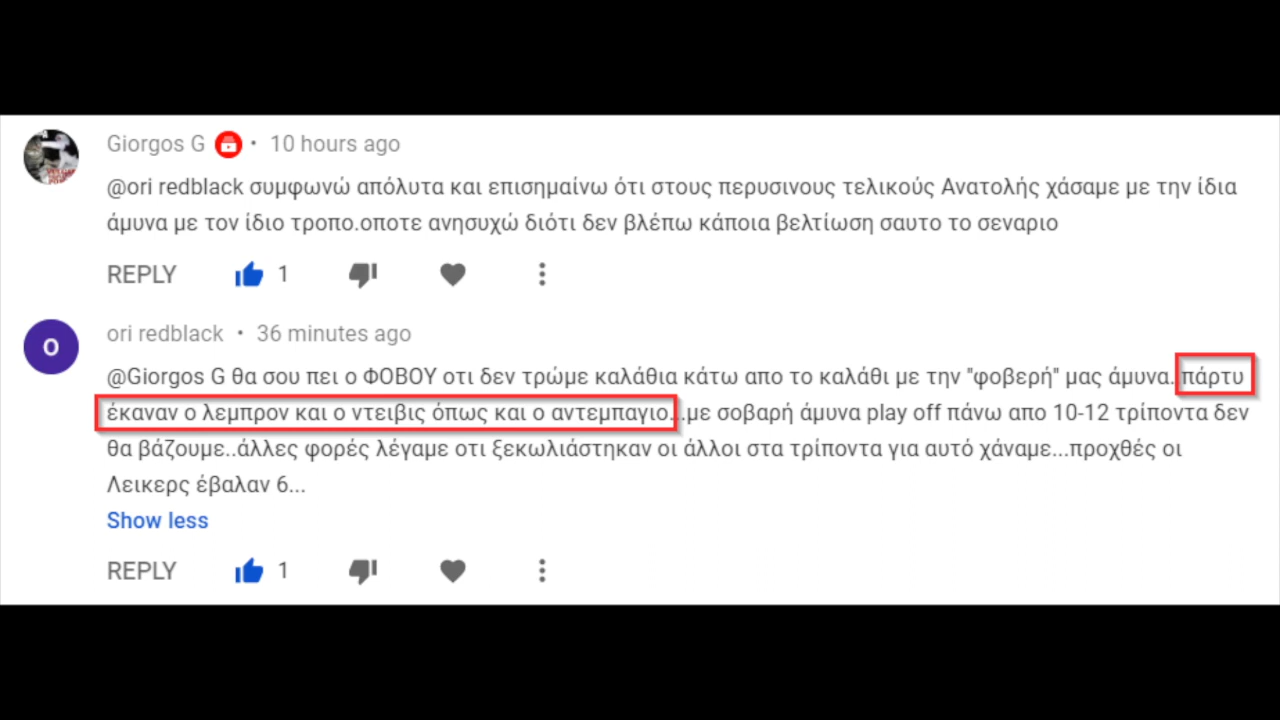 Giorgos G • 10 hours ago
@ori redblack συμφωνώ απόλυτα και επισημαίνω ότι στους περυσινους τελικούς Ανατολής χάσαμε με την ίδια
άμυνα με τον ίδιο τροπο.οποτε ανησυχώ διότι δεν βλέπω κάποια βελτίωση σαυτο το σεναριο
REPLY 1
O
ori redblack • 36 minutes ago
@Giorgos G θα σου πει ο ΦΟΒΟΥ οτι δεν τρώμε καλάθια κάτω απο το καλάθι με την "φοβερή" μας άμυνα. πάρτυ
έκαναν ο λεμπρον και ο ντειβις όπως και ο αντεμπαγιο...με σοβαρή άμυνα play off πάνω απο 10-12 τρίποντα δεν
θα βάζουμε..άλλες φορές λέγαμε οτι ξεκωλιάστηκαν οι άλλοι στα τρίποντα για αυτό χάναμε...προχθές οι
Λεικερς έβαλαν 6...
Show less
REPLY 1